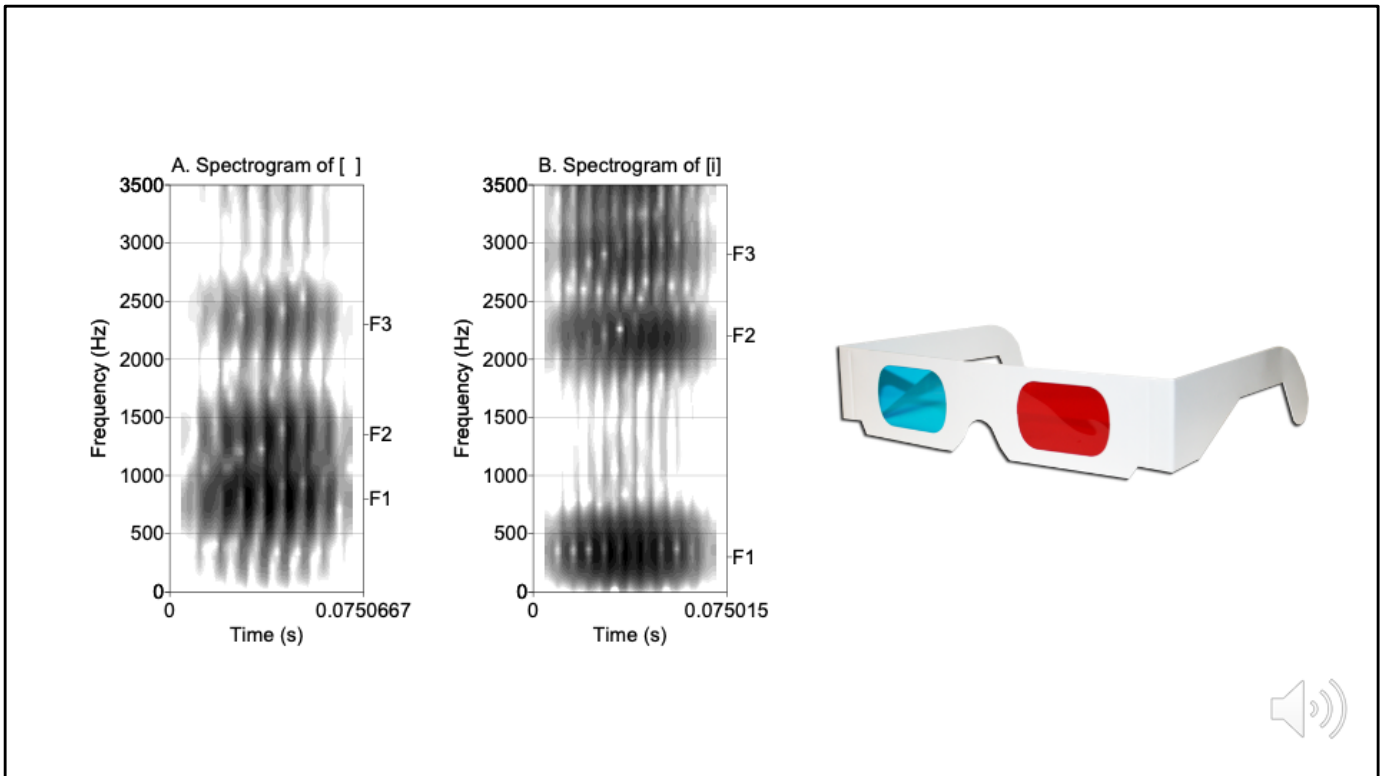 A. Spectrogram of [ ]
3500
3000
2500
2000
1500
1000
500
0
Frequency (Hz)
F3
F2
F1
0
0.0750667
Time (s)
B. Spectrogram of [i]
3500
3000
2500
2000
1500
1000
500
0
Frequency (Hz)
F3
F2
F1
0
0.075015
Time (s)